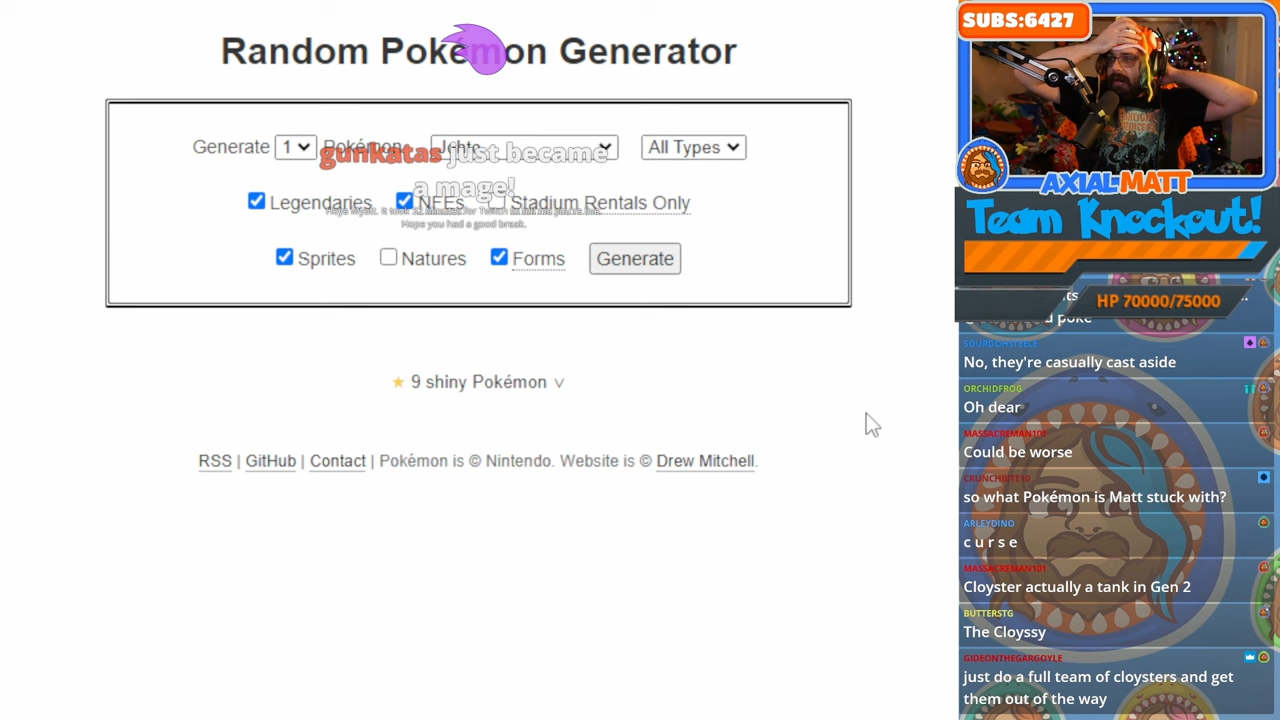 Random Pokémon Generator
Generate 1 Pokémon Johto All Types
gunkatas just became
a mage!
Legendaries NFEs Stadium Rentals Only
Hope you had a good break.
Sprites Natures Forms Generate
★ 9 shiny Pokémon
RSS | GitHub | Contact | Pokémon is © Nintendo. Website is © Drew Mitchell.
SUBS:6427
AXIALMATT
Team Knockout!
HP 70000/75000
SOURDOHSTEELE
No, they're casually cast aside
ORCHIDFROG
Oh dear
MASSACREMAN101
Could be worse
CRUNCHBITE10
so what Pokémon is Matt stuck with?
ARLEYDINO
c u r s e
MASSACREMAN101
Cloyster actually a tank in Gen 2
BUTTERSTG
The Cloyssy
GIDEONTHEGARGOYLE
just do a full team of cloysters and get
them out of the way